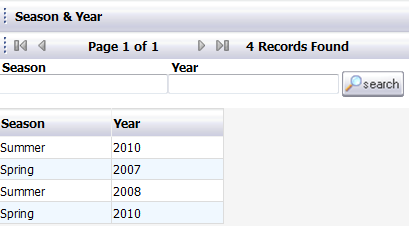 Season & Year
Page 1 of 1 4 Records Found
Season Year
search
Season Year
Summer 2010
Spring 2007
Summer 2008
Spring 2010